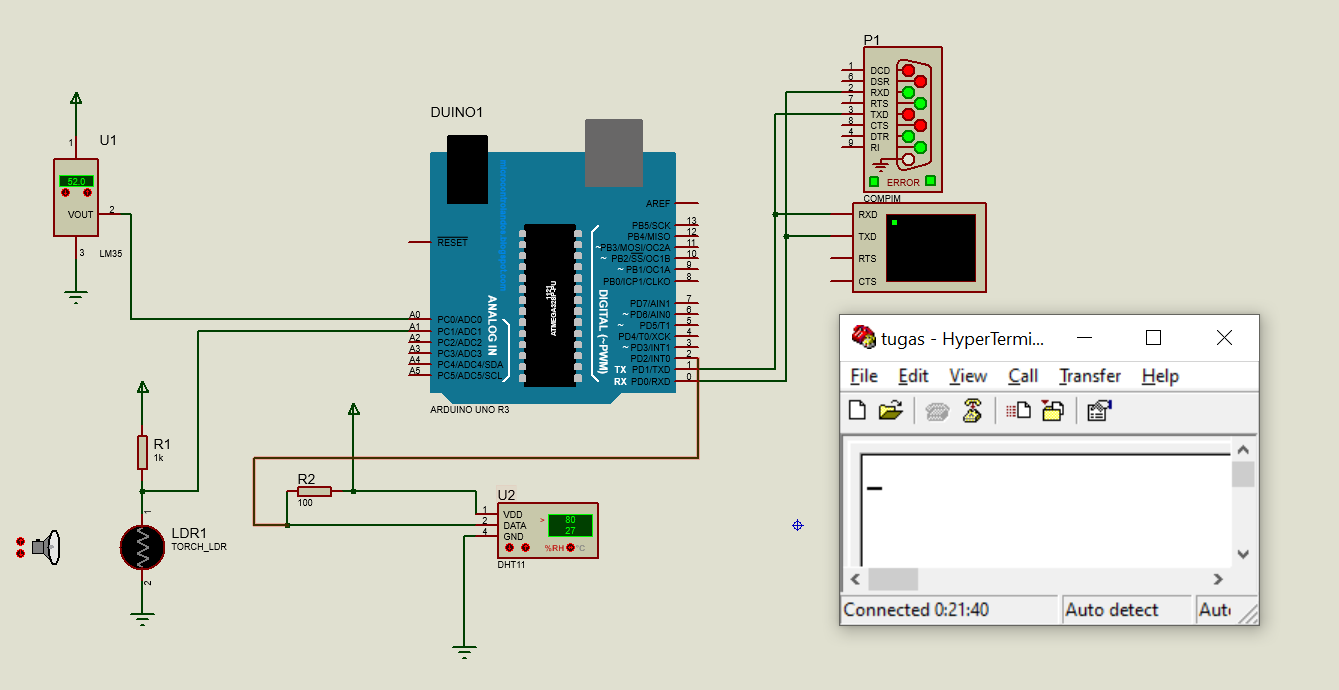 P1
1 DCD
6 DSR
2 RXD
7 RTS
3 TXD
8 CTS
4 DTR
9 RI
ERROR
COMPIM
RXD
TXD
RTS
CTS
U1
1
52.0
VOUT 2
3
LM35
DUINO1
microcontrolandos.blogspot.com
AREF
RESET
13
PB5/SCK
12
PB4/MISO
11
~PB3/MOSI/OC2A
10
~ PB2/SS/OC1B
9
~ PB1/OC1A
8
PB0/ICP1/CLKO
7
PD7/AIN1
6
~ PD6/AIN0
5
~ PD5/T1
4
PD4/T0/XCK
3
~ PD3/INT1
2
PD2/INT0
1
TX PD1/TXD
0
RX PD0/RXD
A0 PC0/ADC0
A1 PC1/ADC1
A2 PC2/ADC2
A3 PC3/ADC3
A4 PC4/ADC4/SDA
A5 PC5/ADC5/SCL
ANALOG IN
DIGITAL (~PWM)
ARDUINO UNO R3
R1
1k
1
LDR1
TORCH_LDR
2
R2
100
U2
1 VDD
2 DATA
4 GND
> 80
27
%RH °C
DHT11
tugas - HyperTermi...
File Edit View Call Transfer Help
Connected 0:21:40 Auto detect